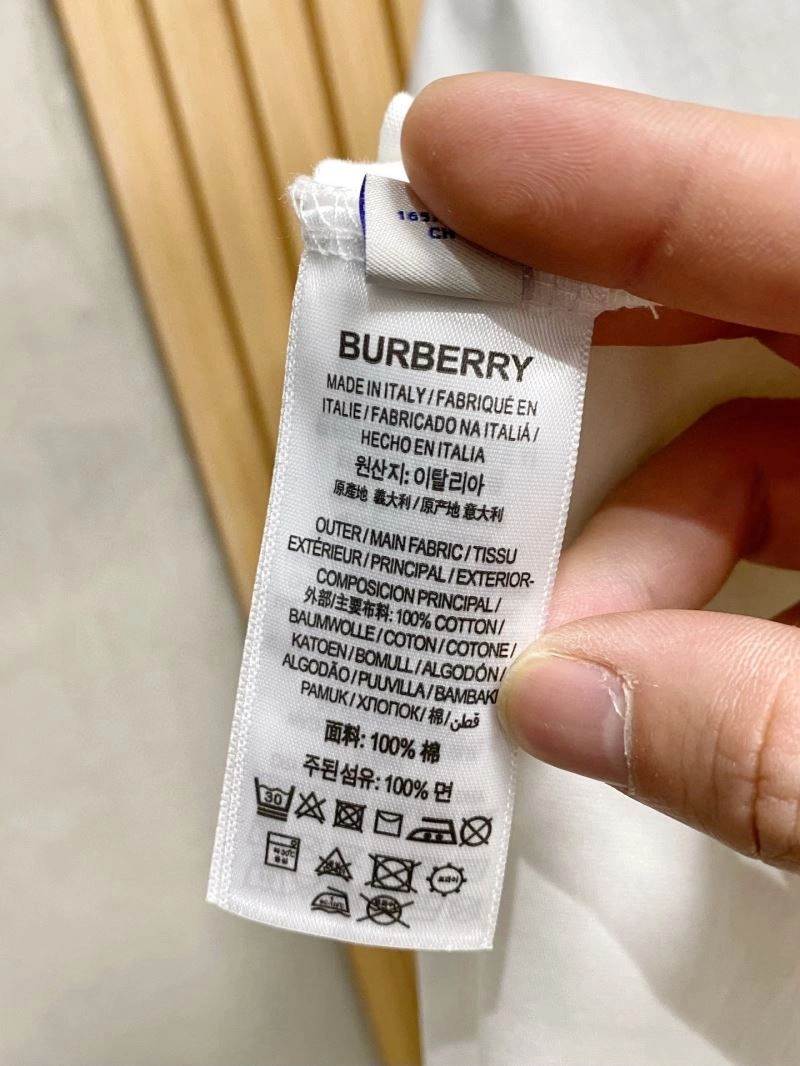 BURBERRY
MADE IN ITALY / FABRIQUÉ EN
ITALIE / FABRICADO NA ITALIÁ /
HECHO EN ITALIA
원산지: 이탈리아
原產地 義大利 / 原产地 意大利
OUTER / MAIN FABRIC / TISSU
EXTÉRIEUR / PRINCIPAL / EXTERIOR-
COMPOSICION PRINCIPAL /
外部/主要布料: 100% COTTON /
BAUMWOLLE / COTON / COTONE /
KATOEN / BOMULL / ALGODÓN /
ALGODÃO / PUUVILLA / BAMBAKI
PAMUK / ХЛОПОК / 棉 / قطن
面料: 100% 棉
주된섬유: 100% 면
30